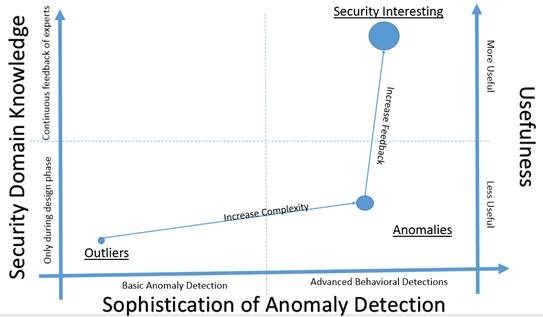 Security Interesting
Security Domain Knowledge
Continuous feedback of experts
Only during design phase
More Useful
Less Useful
Usefulness
Increase Feedback
Increase Complexity
Outliers
Anomalies
Basic Anomaly Detection
Advanced Behavioral Detections
Sophistication of Anomaly Detection